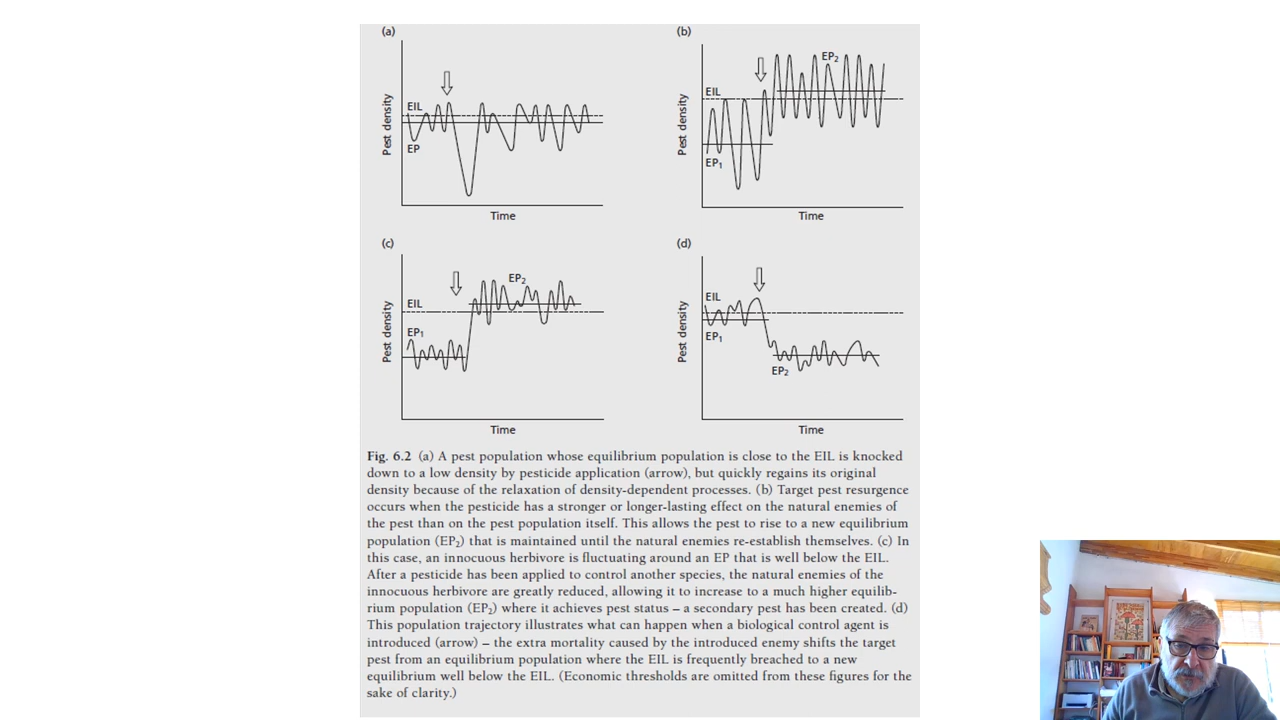 (a)
EIL
EP
Pest density
Time
(b)
EIL
EP₁
EP₂
Pest density
Time
(c)
EIL
EP₁
EP₂
Pest density
Time
(d)
EIL
EP₁
EP₂
Pest density
Time
Fig. 6.2 (a) A pest population whose equilibrium population is close to the EIL is knocked
down to a low density by pesticide application (arrow), but quickly regains its original
density because of the relaxation of density-dependent processes. (b) Target pest resurgence
occurs when the pesticide has a stronger or longer-lasting effect on the natural enemies of
the pest than on the pest population itself. This allows the pest to rise to a new equilibrium
population (EP₂) that is maintained until the natural enemies re-establish themselves. (c) In
this case, an innocuous herbivore is fluctuating around an EP that is well below the EIL.
After a pesticide has been applied to control another species, the natural enemies of the
innocuous herbivore are greatly reduced, allowing it to increase to a much higher equilib-
rium population (EP₂) where it achieves pest status – a secondary pest has been created. (d)
This population trajectory illustrates what can happen when a biological control agent is
introduced (arrow) – the extra mortality caused by the introduced enemy shifts the target
pest from an equilibrium population where the EIL is frequently breached to a new
equilibrium well below the EIL. (Economic thresholds are omitted from these figures for the
sake of clarity.)